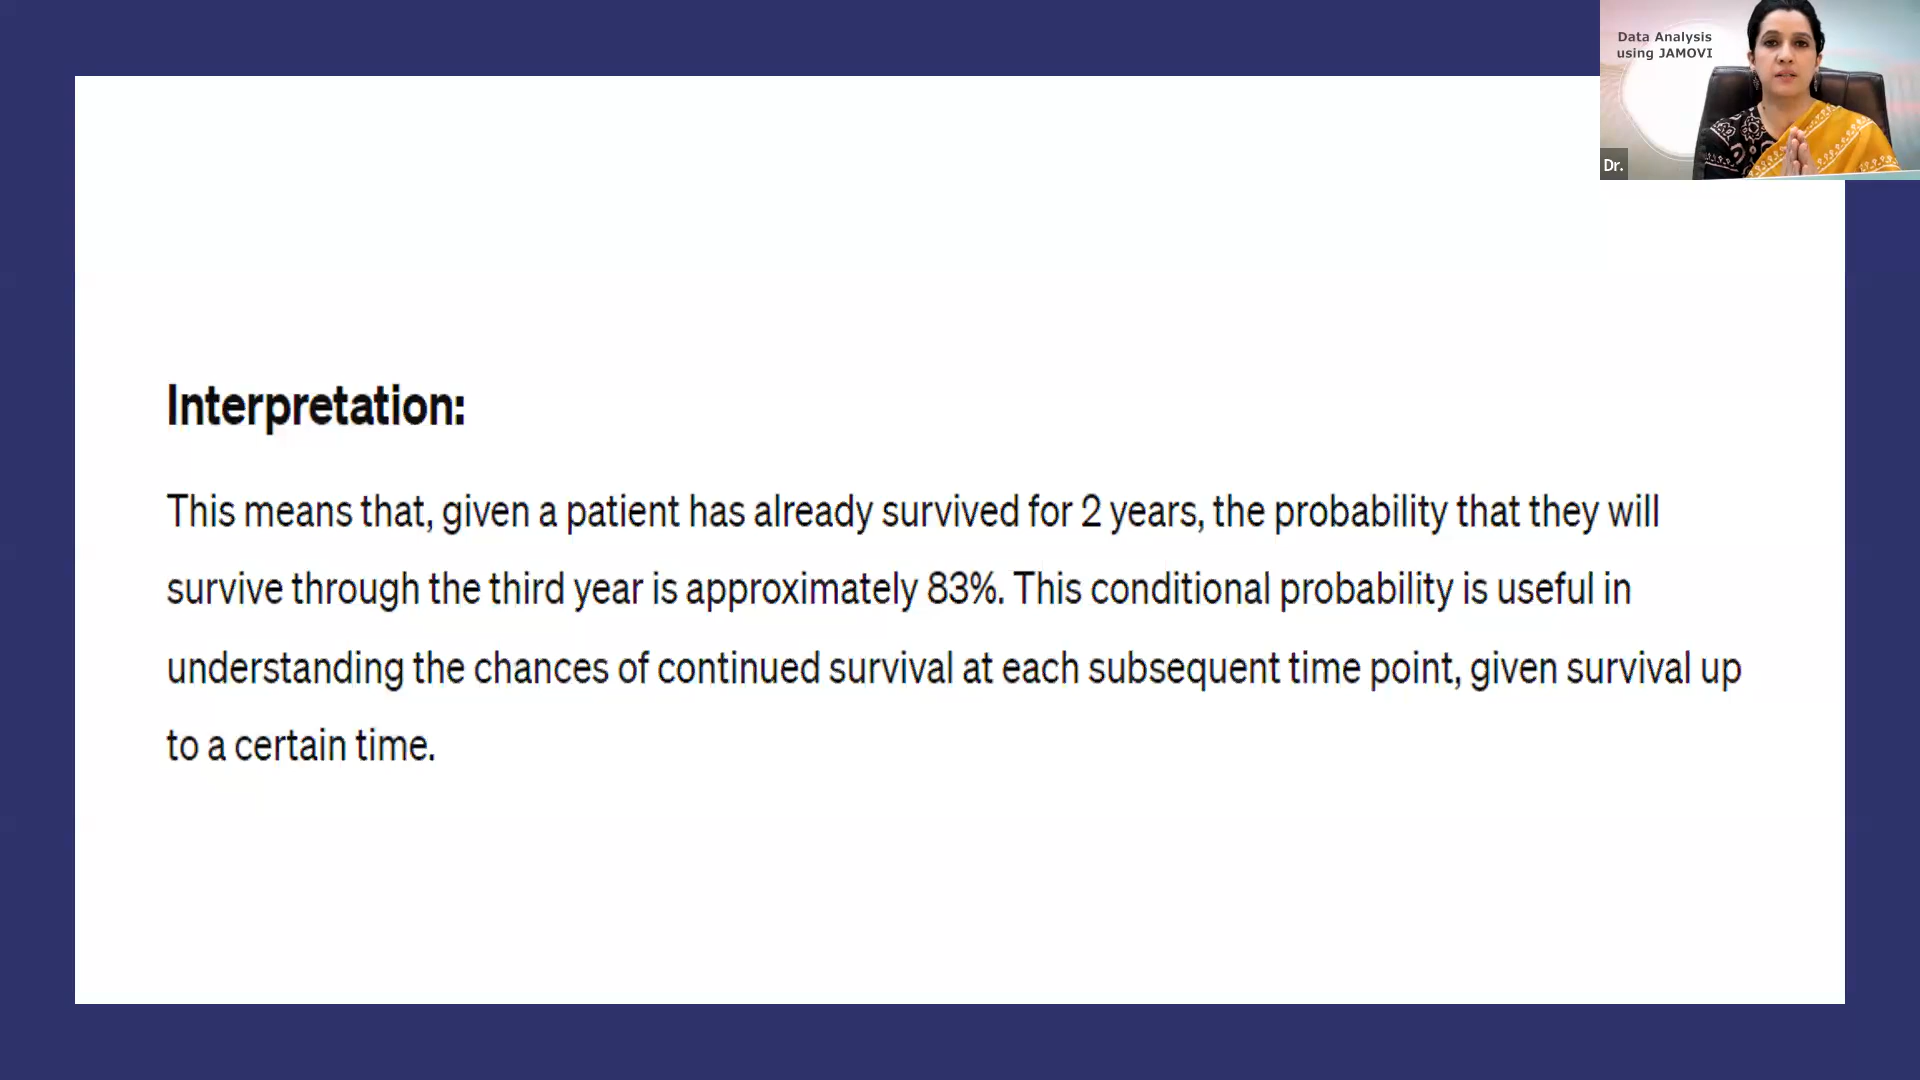 Data Analysis
using JAMOVI
Dr.
Interpretation:
This means that, given a patient has already survived for 2 years, the probability that they will
survive through the third year is approximately 83%. This conditional probability is useful in
understanding the chances of continued survival at each subsequent time point, given survival up
to a certain time.